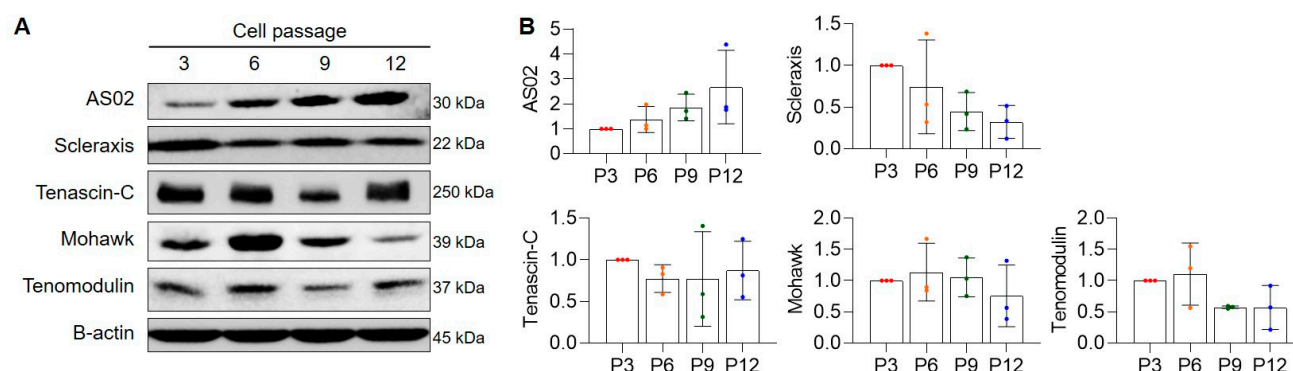 A
Cell passage
3 6 9 12
AS02 30 kDa
Scleraxis 22 kDa
Tenascin-C 250 kDa
Mohawk 39 kDa
Tenomodulin 37 kDa
B-actin 45 kDa
B
AS02
5
4
3
2
1
0
P3 P6 P9 P12
Scleraxis
1.5
1.0
0.5
0.0
P3 P6 P9 P12
Tenascin-C
1.5
1.0
0.5
0.0
P3 P6 P9 P12
Mohawk
2.0
1.5
1.0
0.5
0.0
P3 P6 P9 P12
Tenomodulin
2.0
1.5
1.0
0.5
0.0
P3 P6 P9 P12